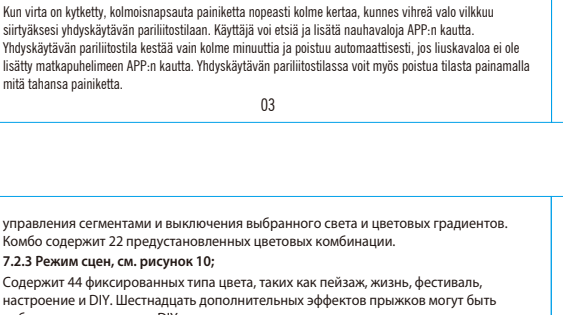 Kun virta on kytketty, kolmoisnapsauta painiketta nopeasti kolme kertaa, kunnes vihreä valo vilkkuu
siirtyäksesi yhdyskäytävän pariliitostilaan. Käyttäjä voi etsiä ja lisätä nauhavaloja APP:n kautta.
Yhdyskäytävän pariliitostila kestää vain kolme minuuttia ja poistuu automaattisesti, jos liuskavaloa ei ole
lisätty matkapuhelimeen APP:n kautta. Yhdyskäytävän pariliitostilassa voit myös poistua tilasta painamalla
mitä tahansa painiketta.
03
управления сегментами и выключения выбранного света и цветовых градиентов.
Комбо содержит 22 предустановленных цветовых комбинации.
7.2.3 Режим сцен, см. рисунок 10;
Содержит 44 фиксированных типа цвета, таких как пейзаж, жизнь, фестиваль,
настроение и DIY. Шестнадцать дополнительных эффектов прыжков могут быть